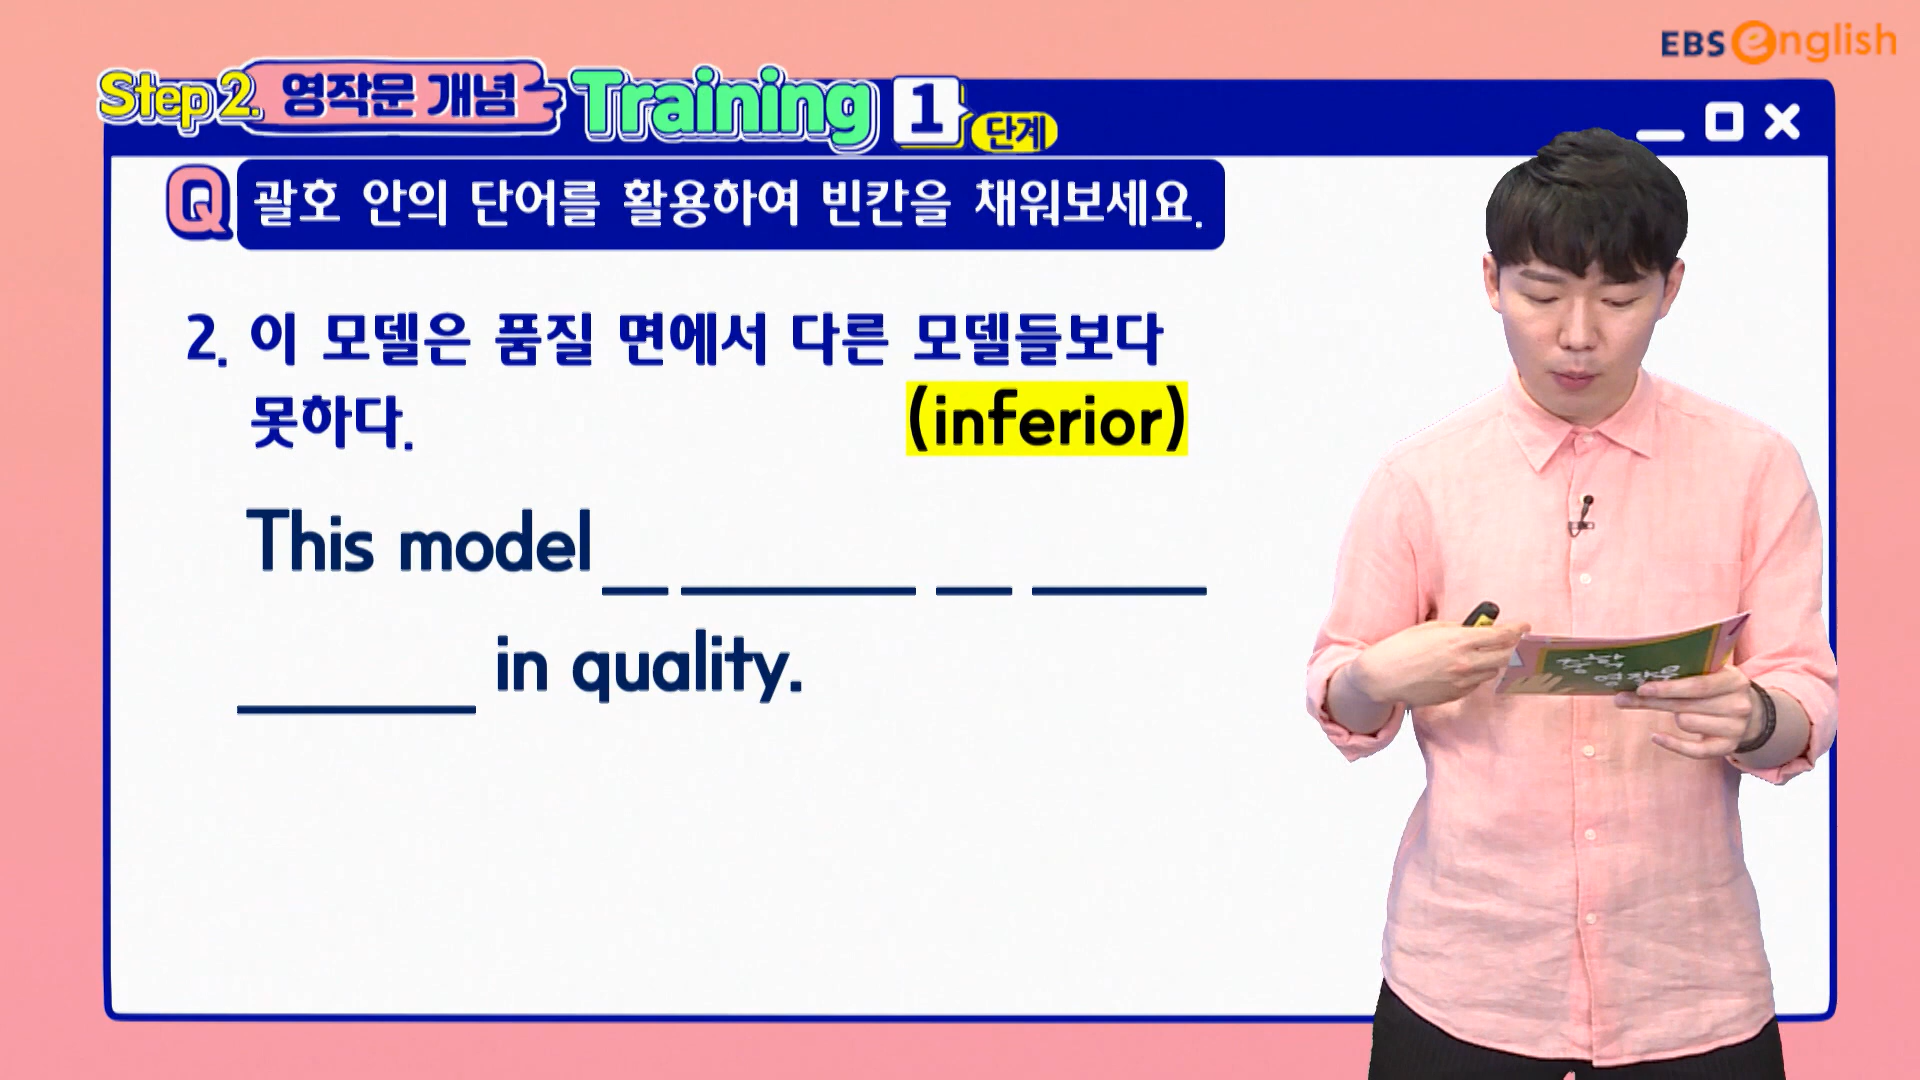 EBS english
Step 2. 영작문 개념 Training 1 단계
Q 괄호 안의 단어를 활용하여 빈칸을 채워보세요.
2. 이 모델은 품질 면에서 다른 모델들보다
못하다. (inferior)
This model __ ______ __ _____
______ in quality.
영작문